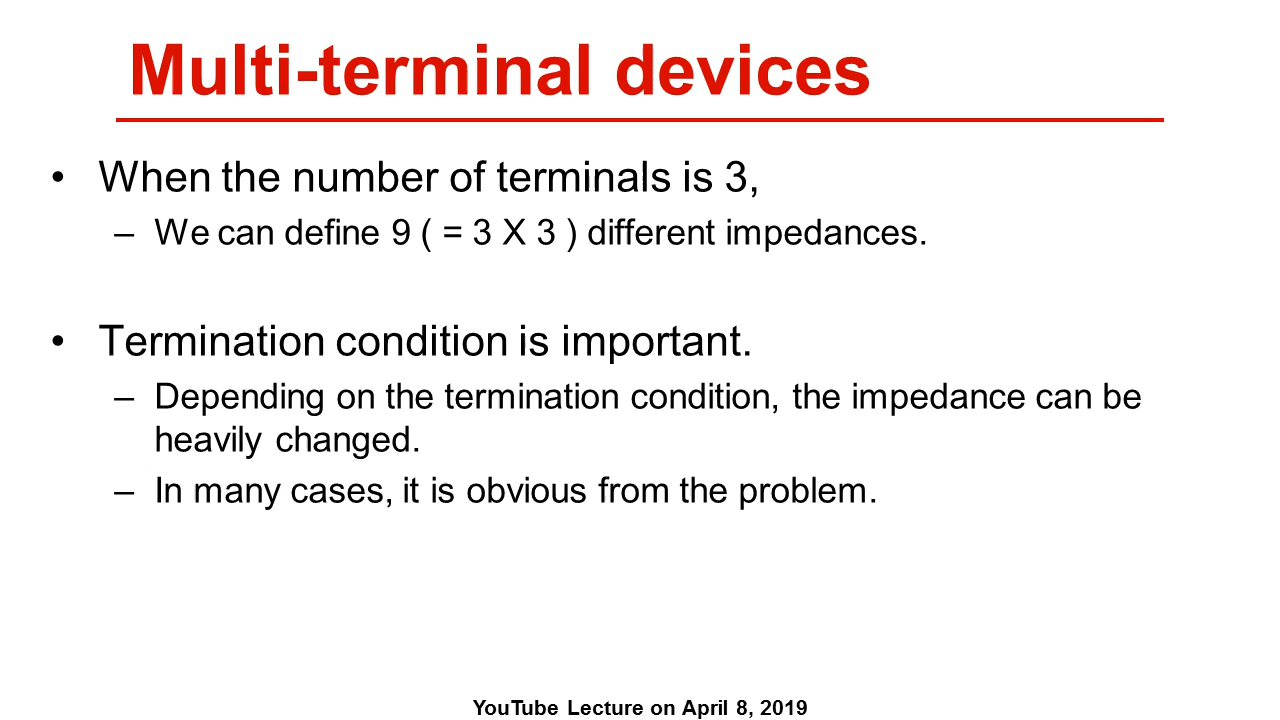 Multi-terminal devices
• When the number of terminals is 3,
– We can define 9 ( = 3 X 3 ) different impedances.
• Termination condition is important.
– Depending on the termination condition, the impedance can be
heavily changed.
– In many cases, it is obvious from the problem.
YouTube Lecture on April 8, 2019